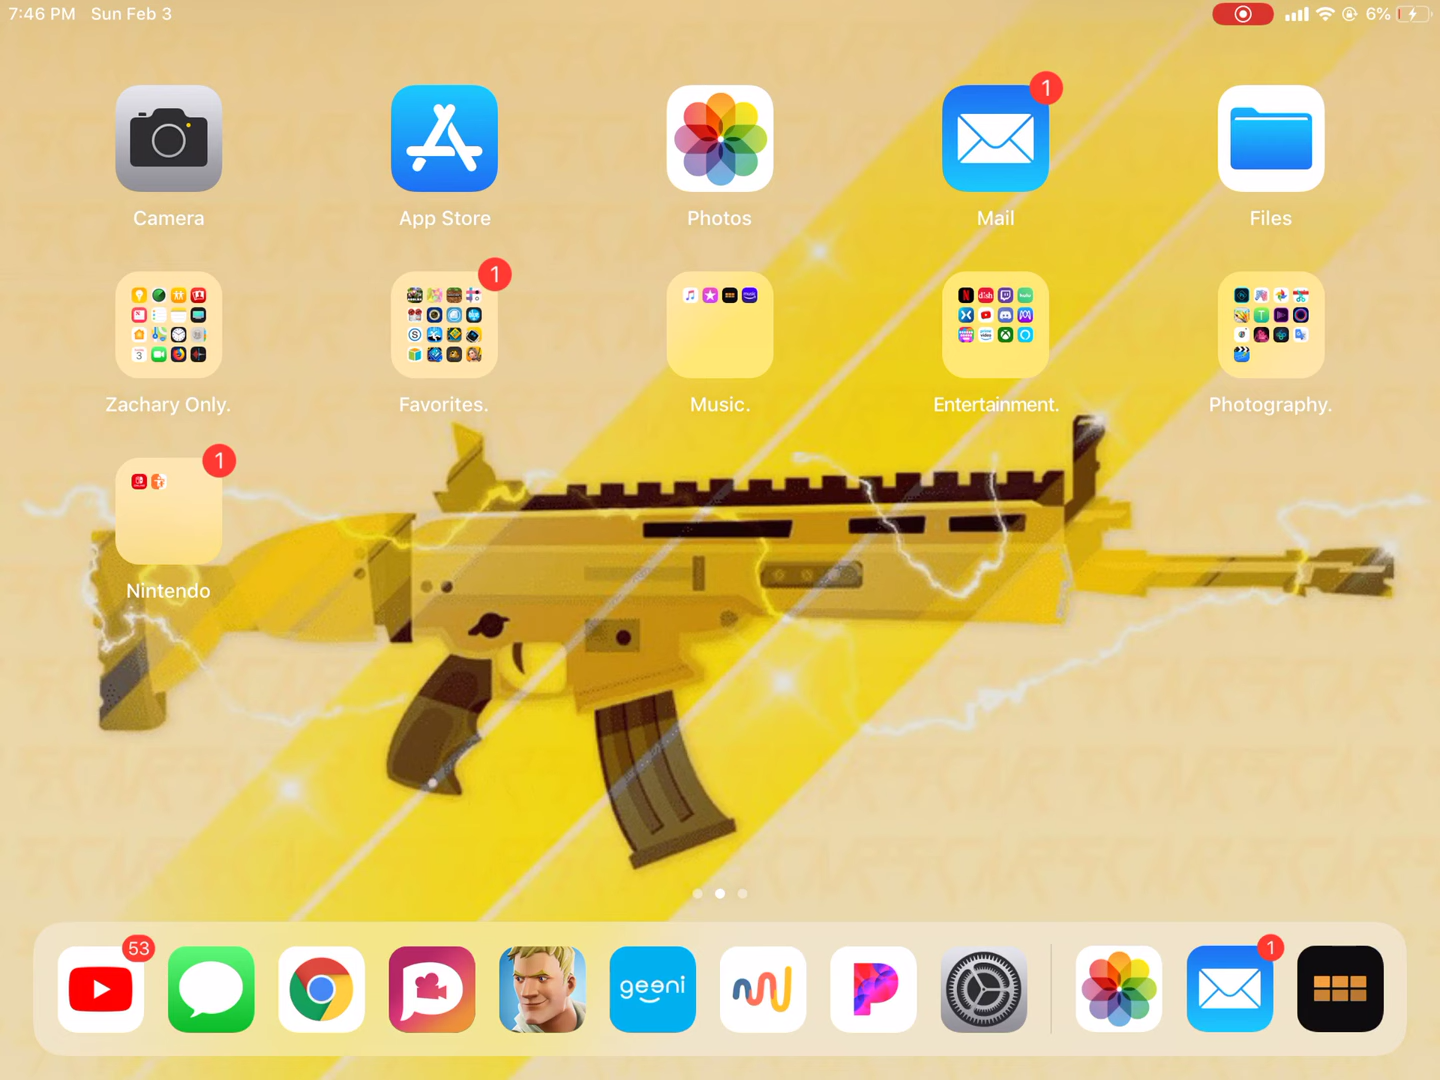 7:46 PM Sun Feb 3
6%
Camera
App Store
Photos
1
Mail
Files
Zachary Only.
1
Favorites.
Music.
Entertainment.
Photography.
1
Nintendo
53
geeni
1